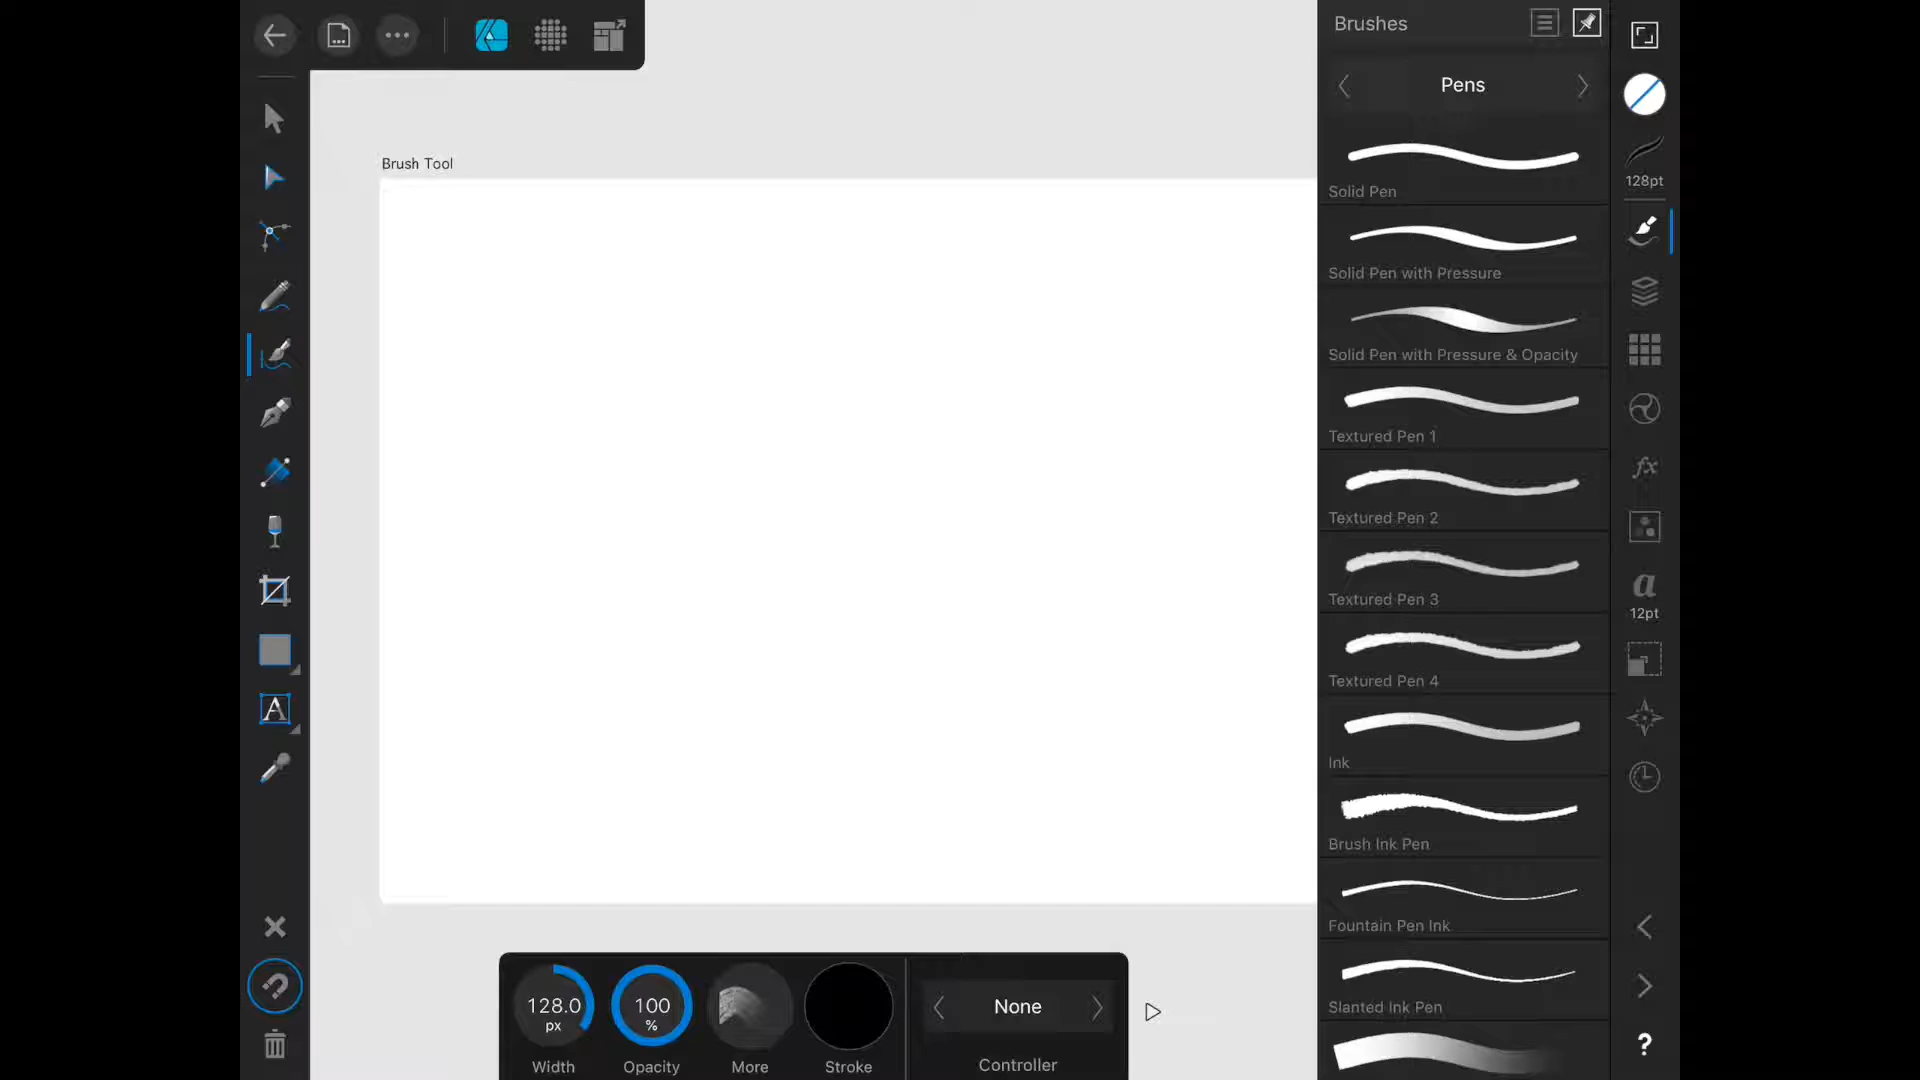 Brushes
Pens
Brush Tool
Solid Pen
128pt
Solid Pen with Pressure
Solid Pen with Pressure & Opacity
Textured Pen 1
Textured Pen 2
fx
Textured Pen 3
a
12pt
Textured Pen 4
A
Ink
Brush Ink Pen
Fountain Pen Ink
Slanted Ink Pen
128.0
px
100
%
None
Width
Opacity
More
Stroke
Controller
?